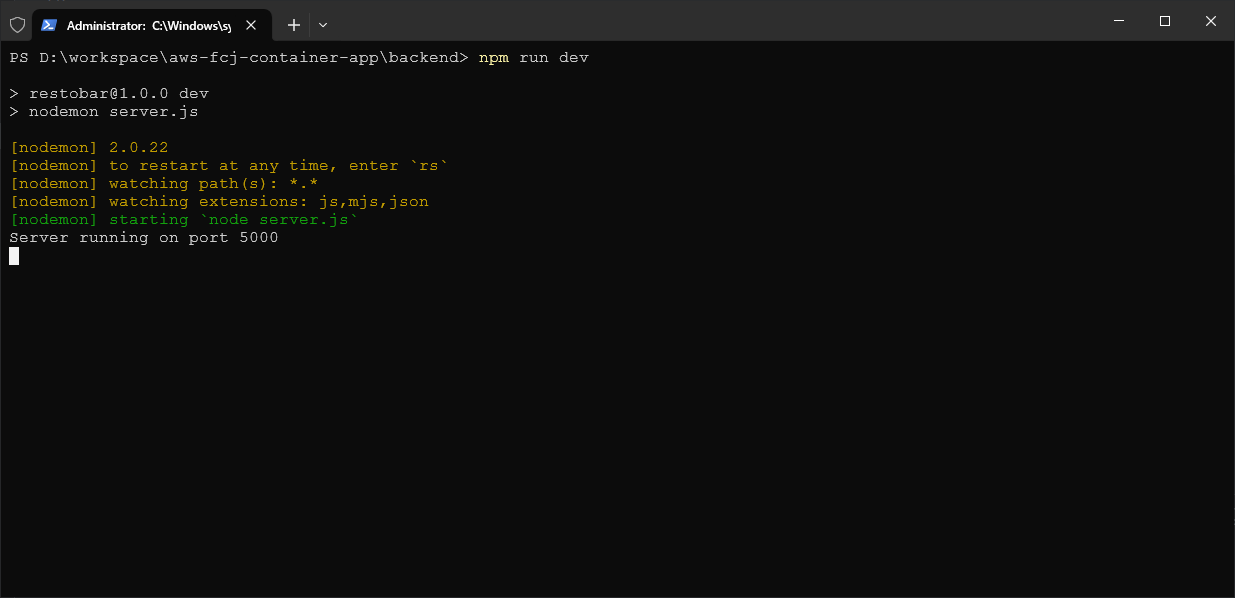 Administrator: C:\Windows\sy
PS D:\workspace\aws-fcj-container-app\backend> npm run dev
> restobar@1.0.0 dev
> nodemon server.js
[nodemon] 2.0.22
[nodemon] to restart at any time, enter `rs`
[nodemon] watching path(s): *.*
[nodemon] watching extensions: js,mjs,json
[nodemon] starting `node server.js`
Server running on port 5000